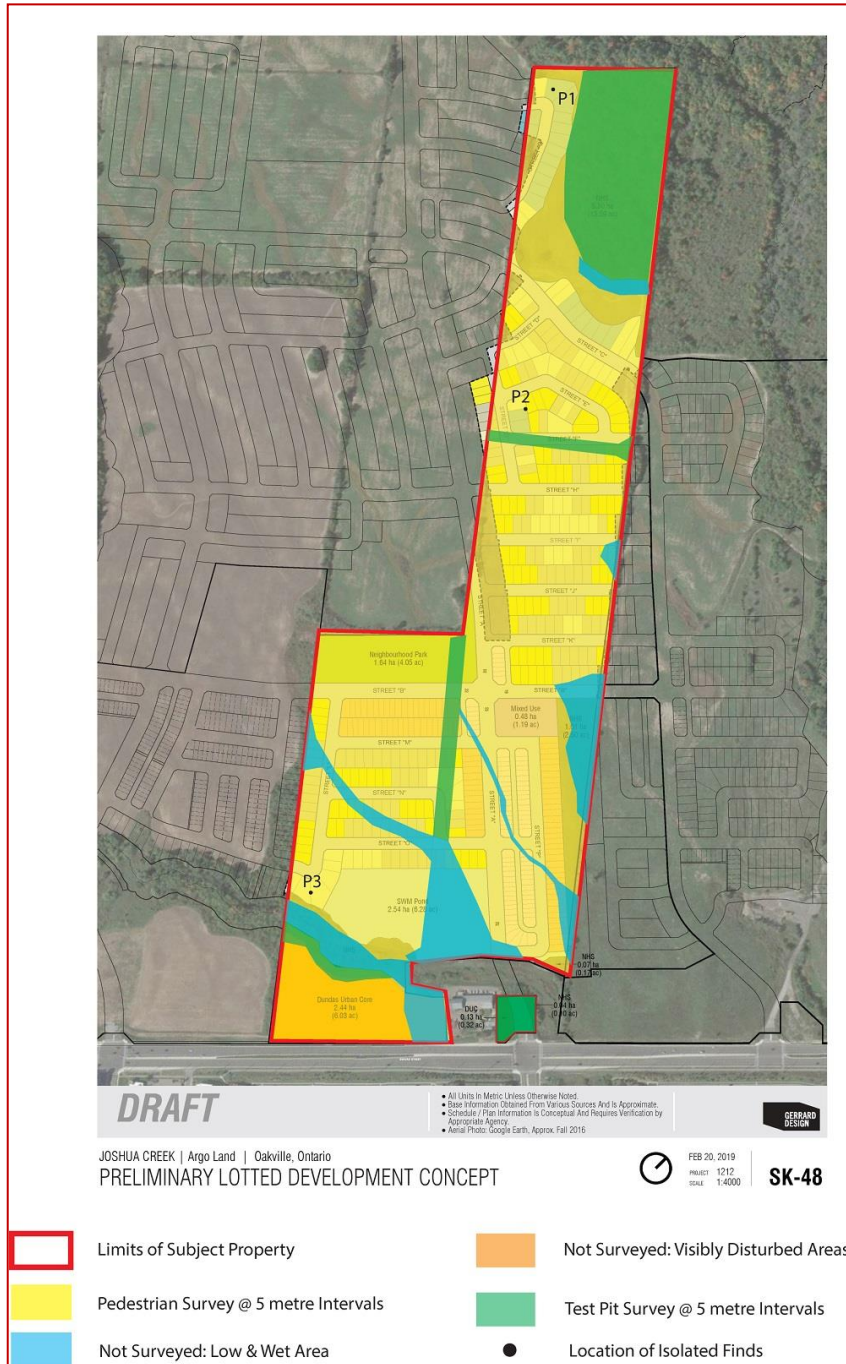 P1
STREET "D"
STREET "C"
STREET "E"
P2
STREET "H"
STREET "J"
Neighbourhood Park
1.64 ha (4.05 ac)
STREET "B"
Mixed Use
0.48 ha
(1.19 ac)
STREET "M"
STREET "N"
STREET "A"
STREET "P"
P3
SWM Pond
2.54 ha (6.28 ac)
NHS
0.07 ha
(0.17 ac)
Dundas Urban Core
2.44 ha
(6.03 ac)
DUC
0.13 ha
(0.32 ac)
NHS
0.04 ha
(0.10 ac)
DRAFT
• All Units In Metric Unless Otherwise Noted.
• Base Information Obtained From Various Sources And Is Approximate.
• Schedule / Plan Information Is Conceptual And Requires Verification by
Appropriate Agency.
• Aerial Photo: Google Earth, Approx. Fall 2016
GERRARD
DESIGN
JOSHUA CREEK | Argo Land | Oakville, Ontario
PRELIMINARY LOTTED DEVELOPMENT CONCEPT
FEB 20, 2019
PROJECT 1212
SCALE 1:4000
SK-48
Limits of Subject Property
Not Surveyed: Visibly Disturbed Areas
Pedestrian Survey @ 5 metre Intervals
Test Pit Survey @ 5 metre Intervals
Not Surveyed: Low & Wet Area
Location of Isolated Finds